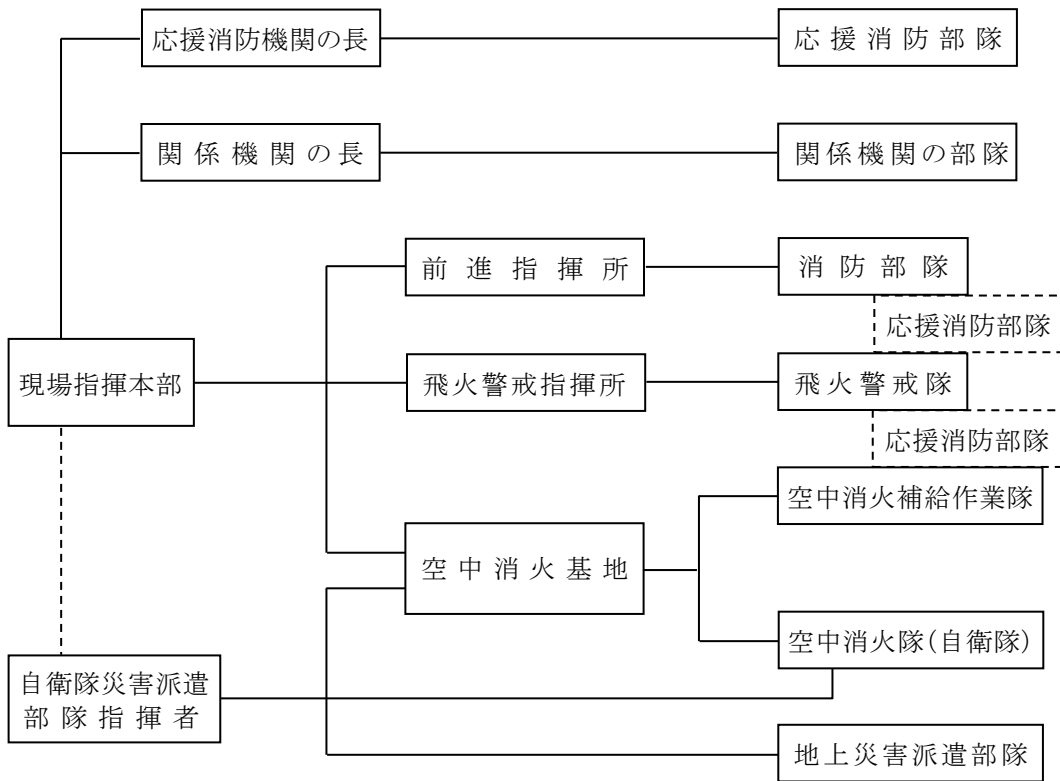 応援消防機関の長
応援消防部隊
関係機関の長
関係機関の部隊
前進指揮所
消防部隊
応援消防部隊
現場指揮本部
飛火警戒指揮所
飛火警戒隊
応援消防部隊
空中消火補給作業隊
空中消火基地
空中消火隊(自衛隊)
自衛隊災害派遣
部隊指揮者
地上災害派遣部隊